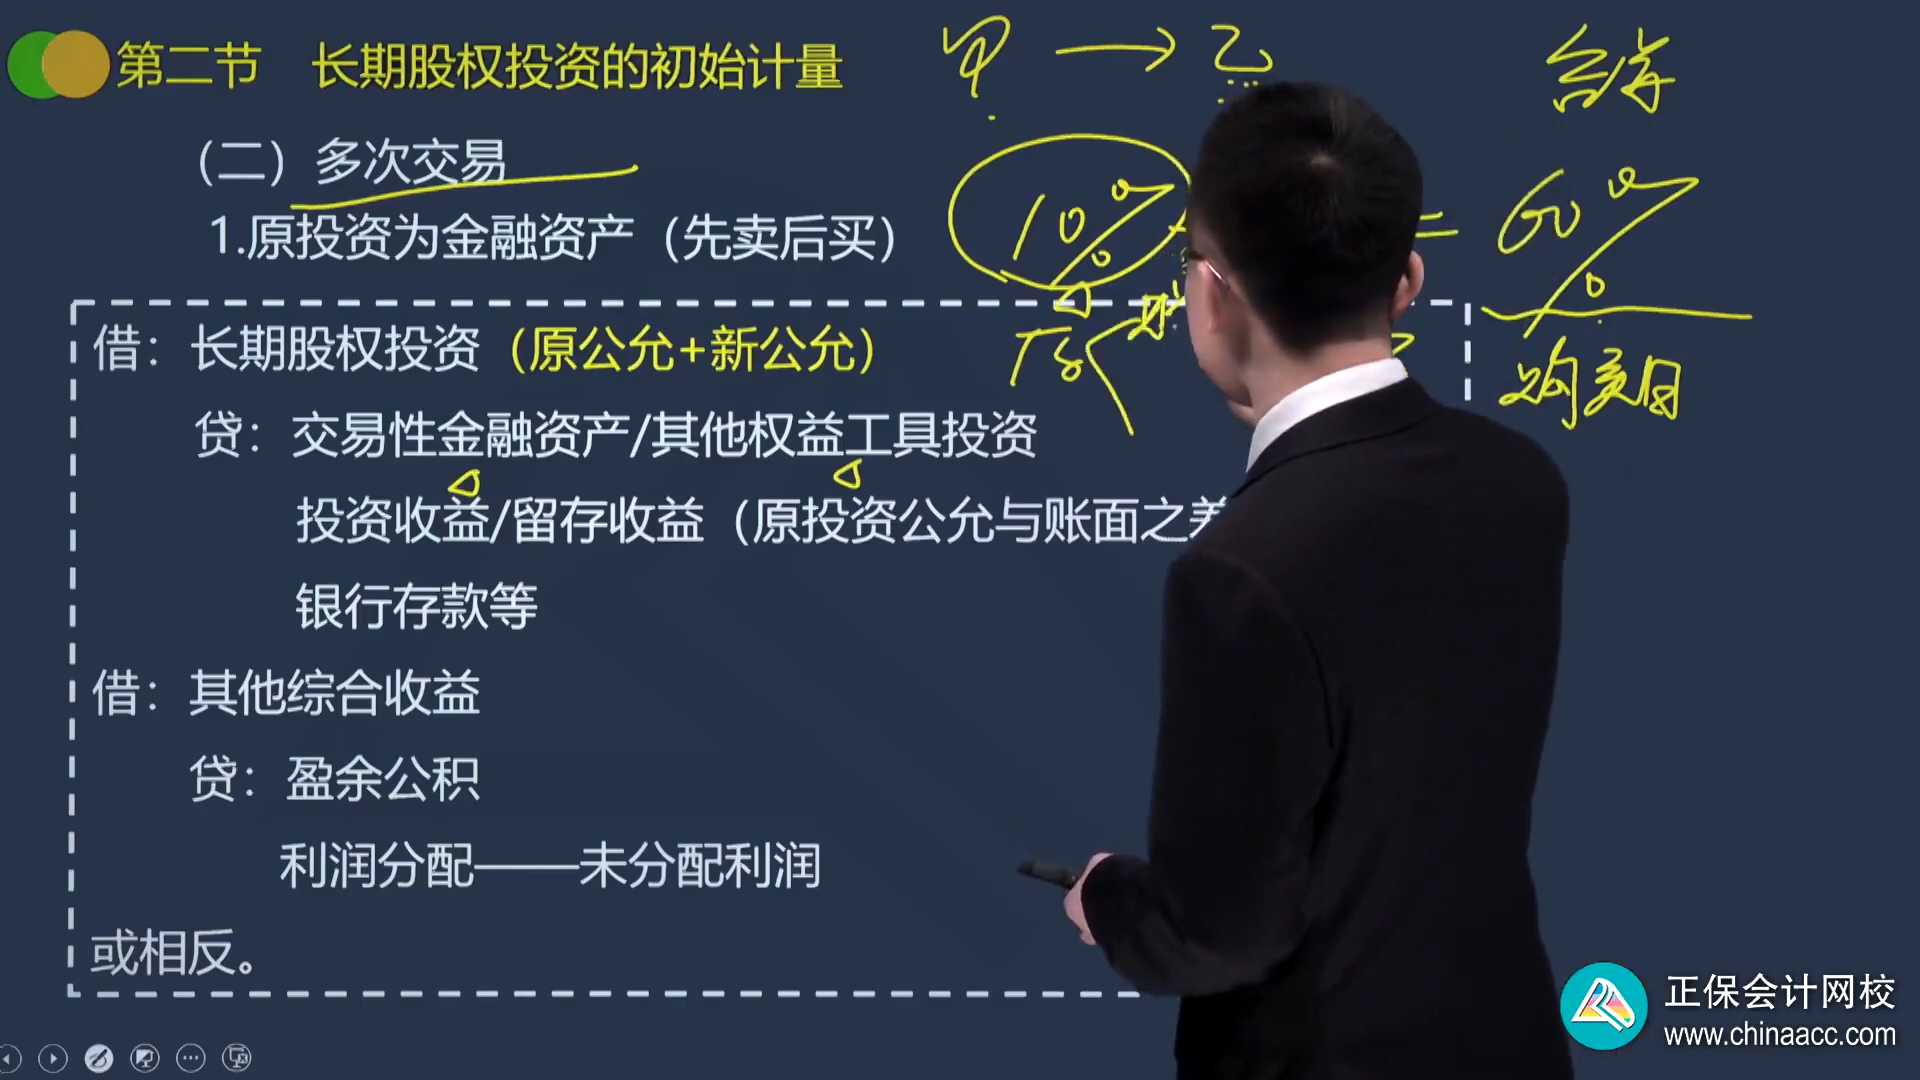 第二节 长期股权投资的初始计量
甲 → 乙
合并
（二）多次交易
1.原投资为金融资产（先卖后买）
10%
= 60%
购买日
借：长期股权投资（原公允+新公允）
贷：交易性金融资产/其他权益工具投资
投资收益/留存收益（原投资公允与账面之差
银行存款等
借：其他综合收益
贷：盈余公积
利润分配——未分配利润
或相反。
正保会计网校
www.chinaacc.com